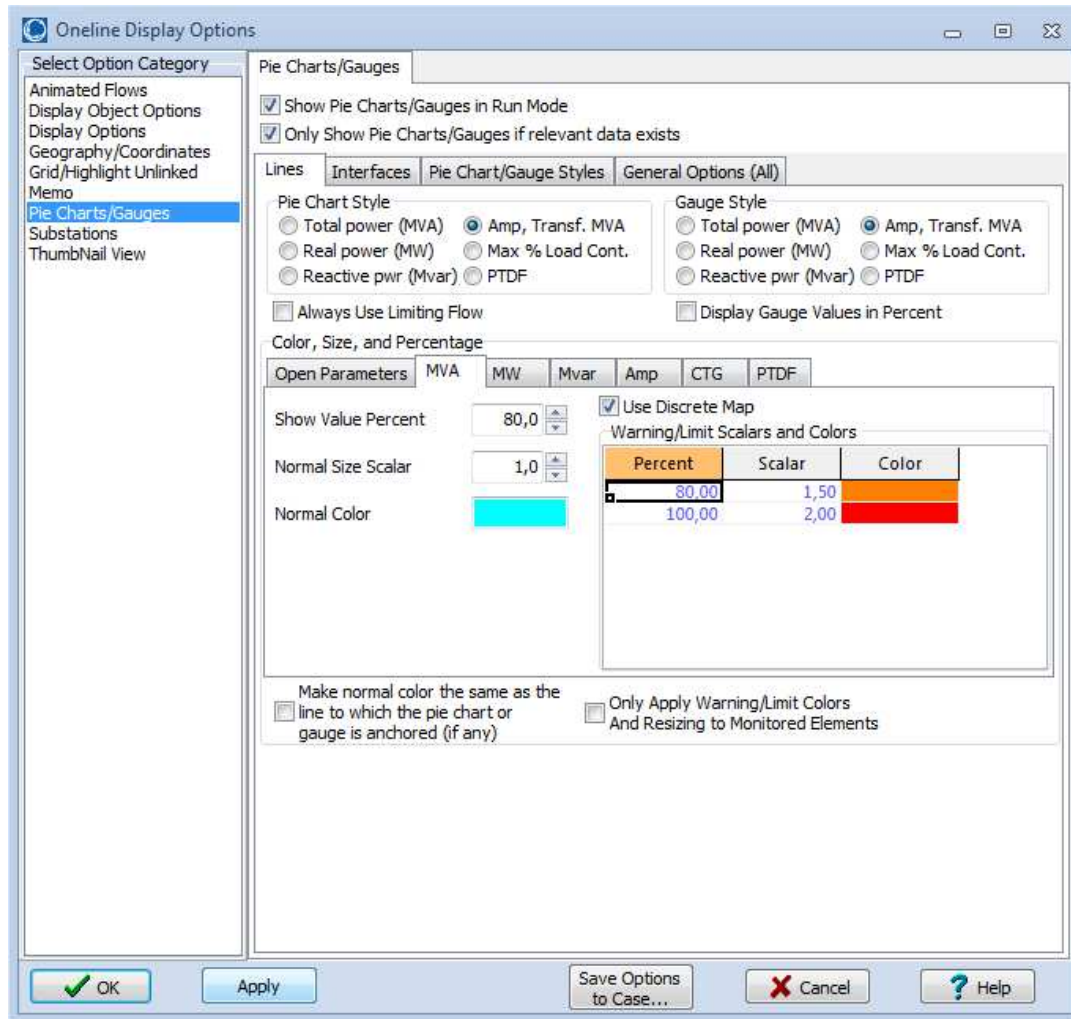 Oneline Display Options
Select Option Category
Animated Flows
Display Object Options
Display Options
Geography/Coordinates
Grid/Highlight Unlinked
Memo
Pie Charts/Gauges
Substations
ThumbNail View
Pie Charts/Gauges
Show Pie Charts/Gauges in Run Mode
Only Show Pie Charts/Gauges if relevant data exists
Lines Interfaces Pie Chart/Gauge Styles General Options (All)
Pie Chart Style
Total power (MVA) Amp, Transf. MVA
Real power (MW) Max % Load Cont.
Reactive pwr (Mvar) PTDF
Gauge Style
Total power (MVA) Amp, Transf. MVA
Real power (MW) Max % Load Cont.
Reactive pwr (Mvar) PTDF
Always Use Limiting Flow
Display Gauge Values in Percent
Color, Size, and Percentage
Open Parameters MVA MW Mvar Amp CTG PTDF
Show Value Percent 80,0
Normal Size Scalar 1,0
Normal Color
Use Discrete Map
Warning/Limit Scalars and Colors
Percent Scalar Color
80,00 1,50
100,00 2,00
Make normal color the same as the
line to which the pie chart or
gauge is anchored (if any)
Only Apply Warning/Limit Colors
And Resizing to Monitored Elements
OK Apply Save Options
to Case... Cancel ? Help